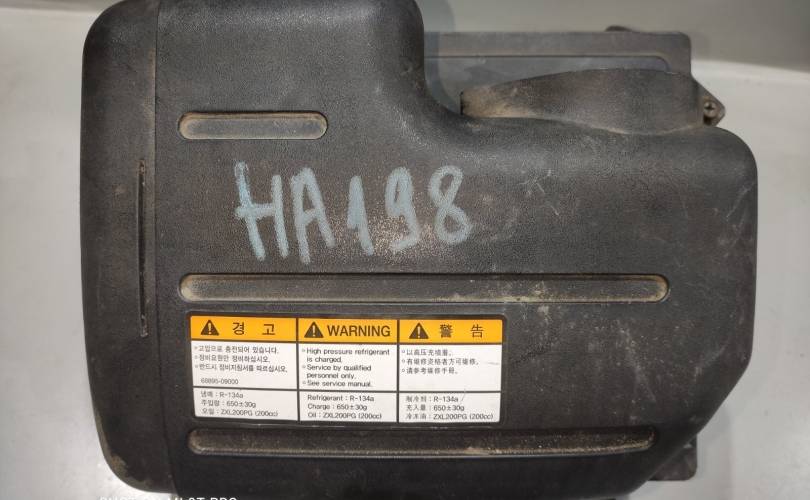 HA198
경 고
• 고압으로 충전되어 있습니다.
• 정비요원만 정비하십시오.
• 반드시 정비지침서를 따르십시오.
68895-09000
냉매 : R-134a
주입량 : 650±30g
오일 : ZXL200PG (200cc)
WARNING
• High pressure refrigerant
is charged.
• Service by qualified
personnel only.
• See service manual.
Refrigerant : R-134a
Charge : 650±30g
Oil : ZXL200PG (200cc)
警 告
• 以高压充填着。
• 有维修资格者方可维修。
• 请参考维修手册。
制冷剂 : R-134a
充入量 : 650±30g
冷冻油 : ZXL200PG (200cc)